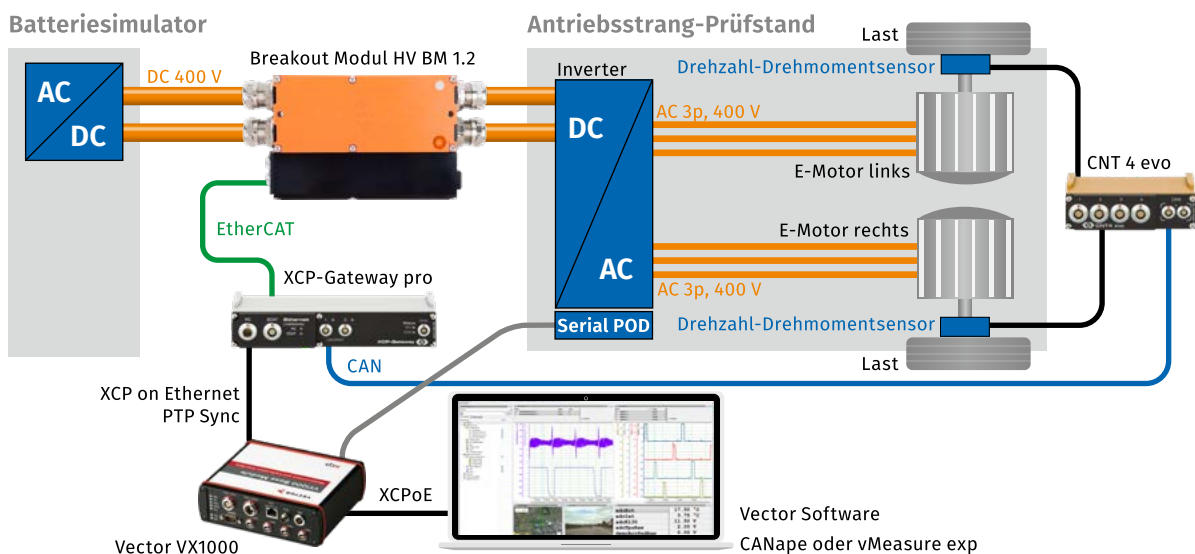 Batteriesimulator
Antriebsstrang-Prüfstand
Last
Breakout Modul HV BM 1.2
Inverter
Drehzahl-Drehmomentsensor
DC 400 V
AC
DC
DC
AC 3p, 400 V
E-Motor links
CNT 4 evo
EtherCAT
E-Motor rechts
AC
XCP-Gateway pro
AC 3p, 400 V
Serial POD
Drehzahl-Drehmomentsensor
Last
CAN
XCP on Ethernet
PTP Sync
XCPoE
Vector VX1000
Vector Software
CANape oder vMeasure exp